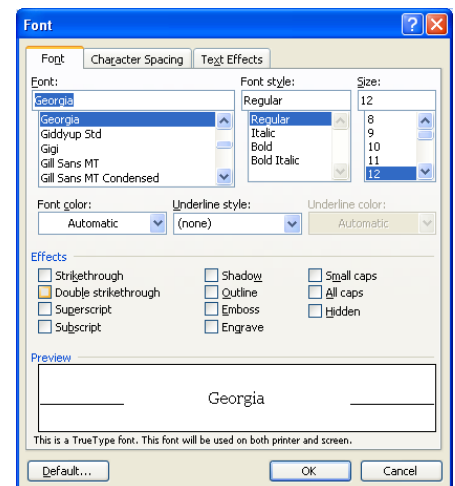 Font
Font Character Spacing Text Effects
Font: Font style: Size:
Georgia Regular 12
Georgia Regular 8
Giddyup Std Italic 9
Gigi Bold 10
Gill Sans MT Bold Italic 11
Gill Sans MT Condensed 12
Font color: Underline style: Underline color:
Automatic (none) Automatic
Effects
Strikethrough Shadow Small caps
Double strikethrough Outline All caps
Superscript Emboss Hidden
Subscript Engrave
Preview
Georgia
This is a TrueType font. This font will be used on both printer and screen.
Default... OK Cancel